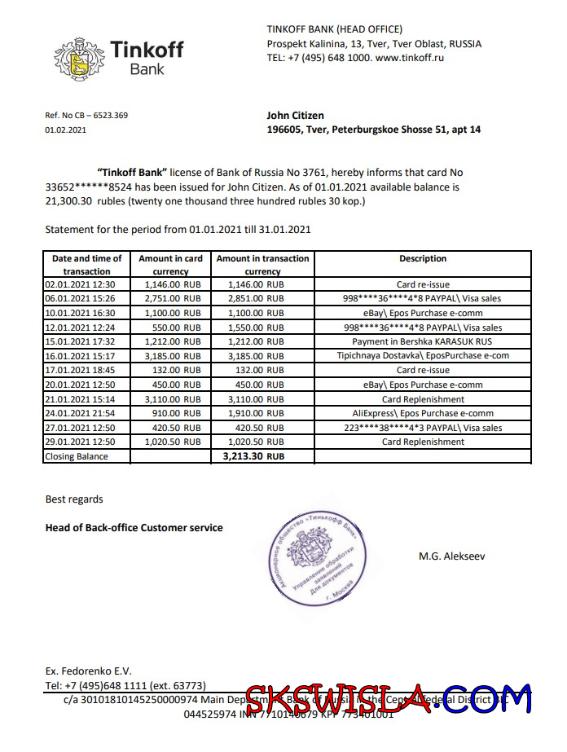 Tinkoff
Bank
TINKOFF BANK (HEAD OFFICE)
Prospekt Kalinina, 13, Tver, Tver Oblast, RUSSIA
TEL: +7 (495) 648 1000. www.tinkoff.ru
Ref. No CB – 6523.369
01.02.2021
John Citizen
196605, Tver, Peterburgskoe Shosse 51, apt 14
“Tinkoff Bank” license of Bank of Russia No 3761, hereby informs that card No
33652******8524 has been issued for John Citizen. As of 01.01.2021 available balance is
21,300.30 rubles (twenty one thousand three hundred rubles 30 kop.)
Statement for the period from 01.01.2021 till 31.01.2021
Date and time of transaction Amount in card currency Amount in transaction currency Description
02.01.2021 12:30 1,146.00 RUB 1,146.00 RUB Card re-issue
06.01.2021 15:26 2,751.00 RUB 2,851.00 RUB 998****36****4*8 PAYPAL\ Visa sales
10.01.2021 16:30 1,100.00 RUB 1,100.00 RUB eBay\ Epos Purchase e-comm
12.01.2021 12:24 550.00 RUB 1,550.00 RUB 998****36****4*8 PAYPAL\ Visa sales
15.01.2021 17:32 1,212.00 RUB 1,212.00 RUB Payment in Bershka KARASUK RUS
16.01.2021 15:17 3,185.00 RUB 3,185.00 RUB Tipichnaya Dostavka\ EposPurchase e-com
17.01.2021 18:45 132.00 RUB 132.00 RUB Card re-issue
20.01.2021 12:50 450.00 RUB 450.00 RUB eBay\ Epos Purchase e-comm
21.01.2021 15:14 3,110.00 RUB 3,110.00 RUB Card Replenishment
24.01.2021 21:54 910.00 RUB 1,910.00 RUB AliExpress\ Epos Purchase e-comm
27.01.2021 12:50 420.50 RUB 420.50 RUB 223****38****4*3 PAYPAL\ Visa sales
29.01.2021 12:50 1,020.50 RUB 1,020.50 RUB Card Replenishment
Closing Balance 3,213.30 RUB
Best regards
Head of Back-office Customer service
Акционерное общество «Тинькофф Банк»
Управление обработки
заявлений
Для документов
г. Москва
M.G. Alekseev
Ex. Fedorenko E.V.
Tel: +7 (495)648 1111 (ext. 63773)
c/a 30101810145250000974 Main Bank of in the Federal District
044525974 INN 7710140679 KPP
SKSWISLA.COM